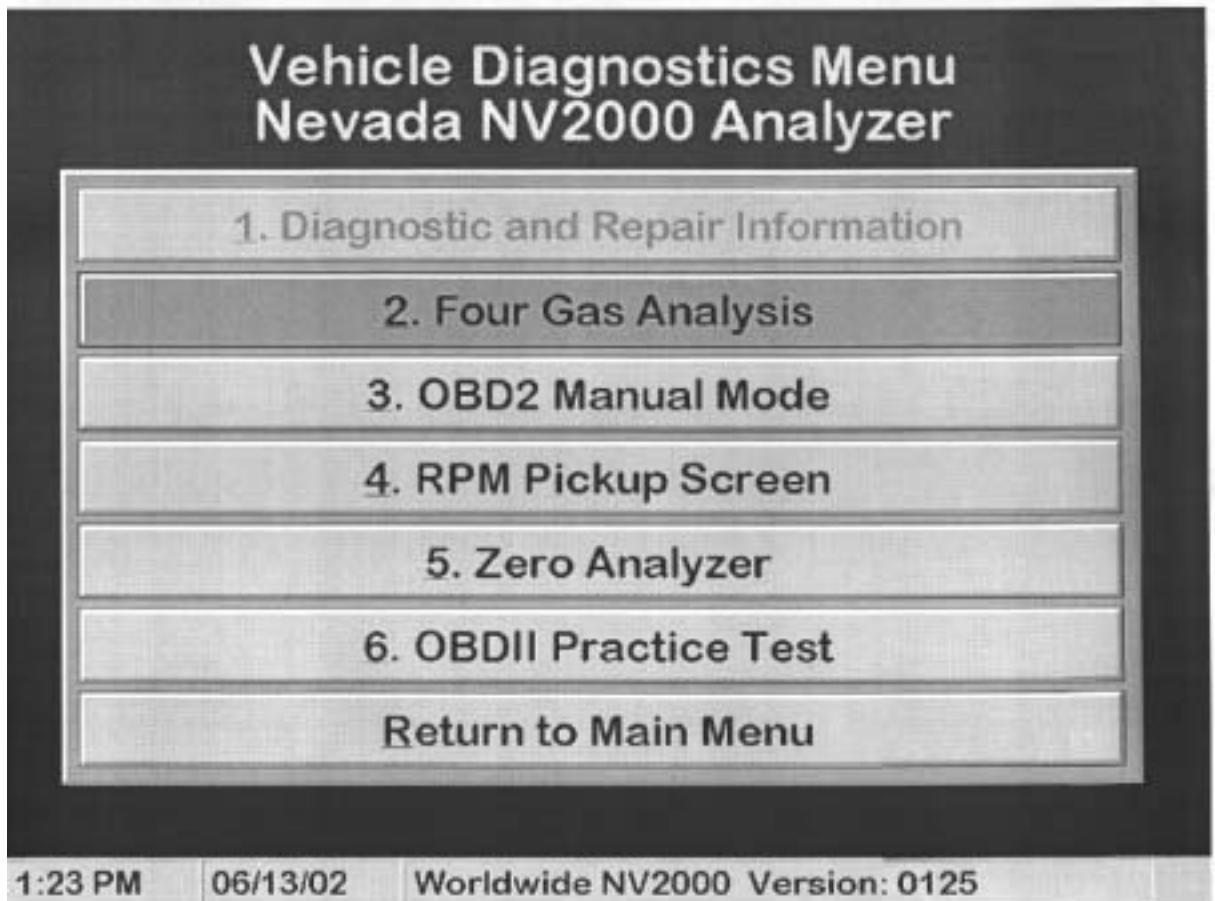 Vehicle Diagnostics Menu
Nevada NV2000 Analyzer
1. Diagnostic and Repair Information
2. Four Gas Analysis
3. OBD2 Manual Mode
4. RPM Pickup Screen
5. Zero Analyzer
6. OBDII Practice Test
Return to Main Menu
1:23 PM 06/13/02 Worldwide NV2000 Version: 0125